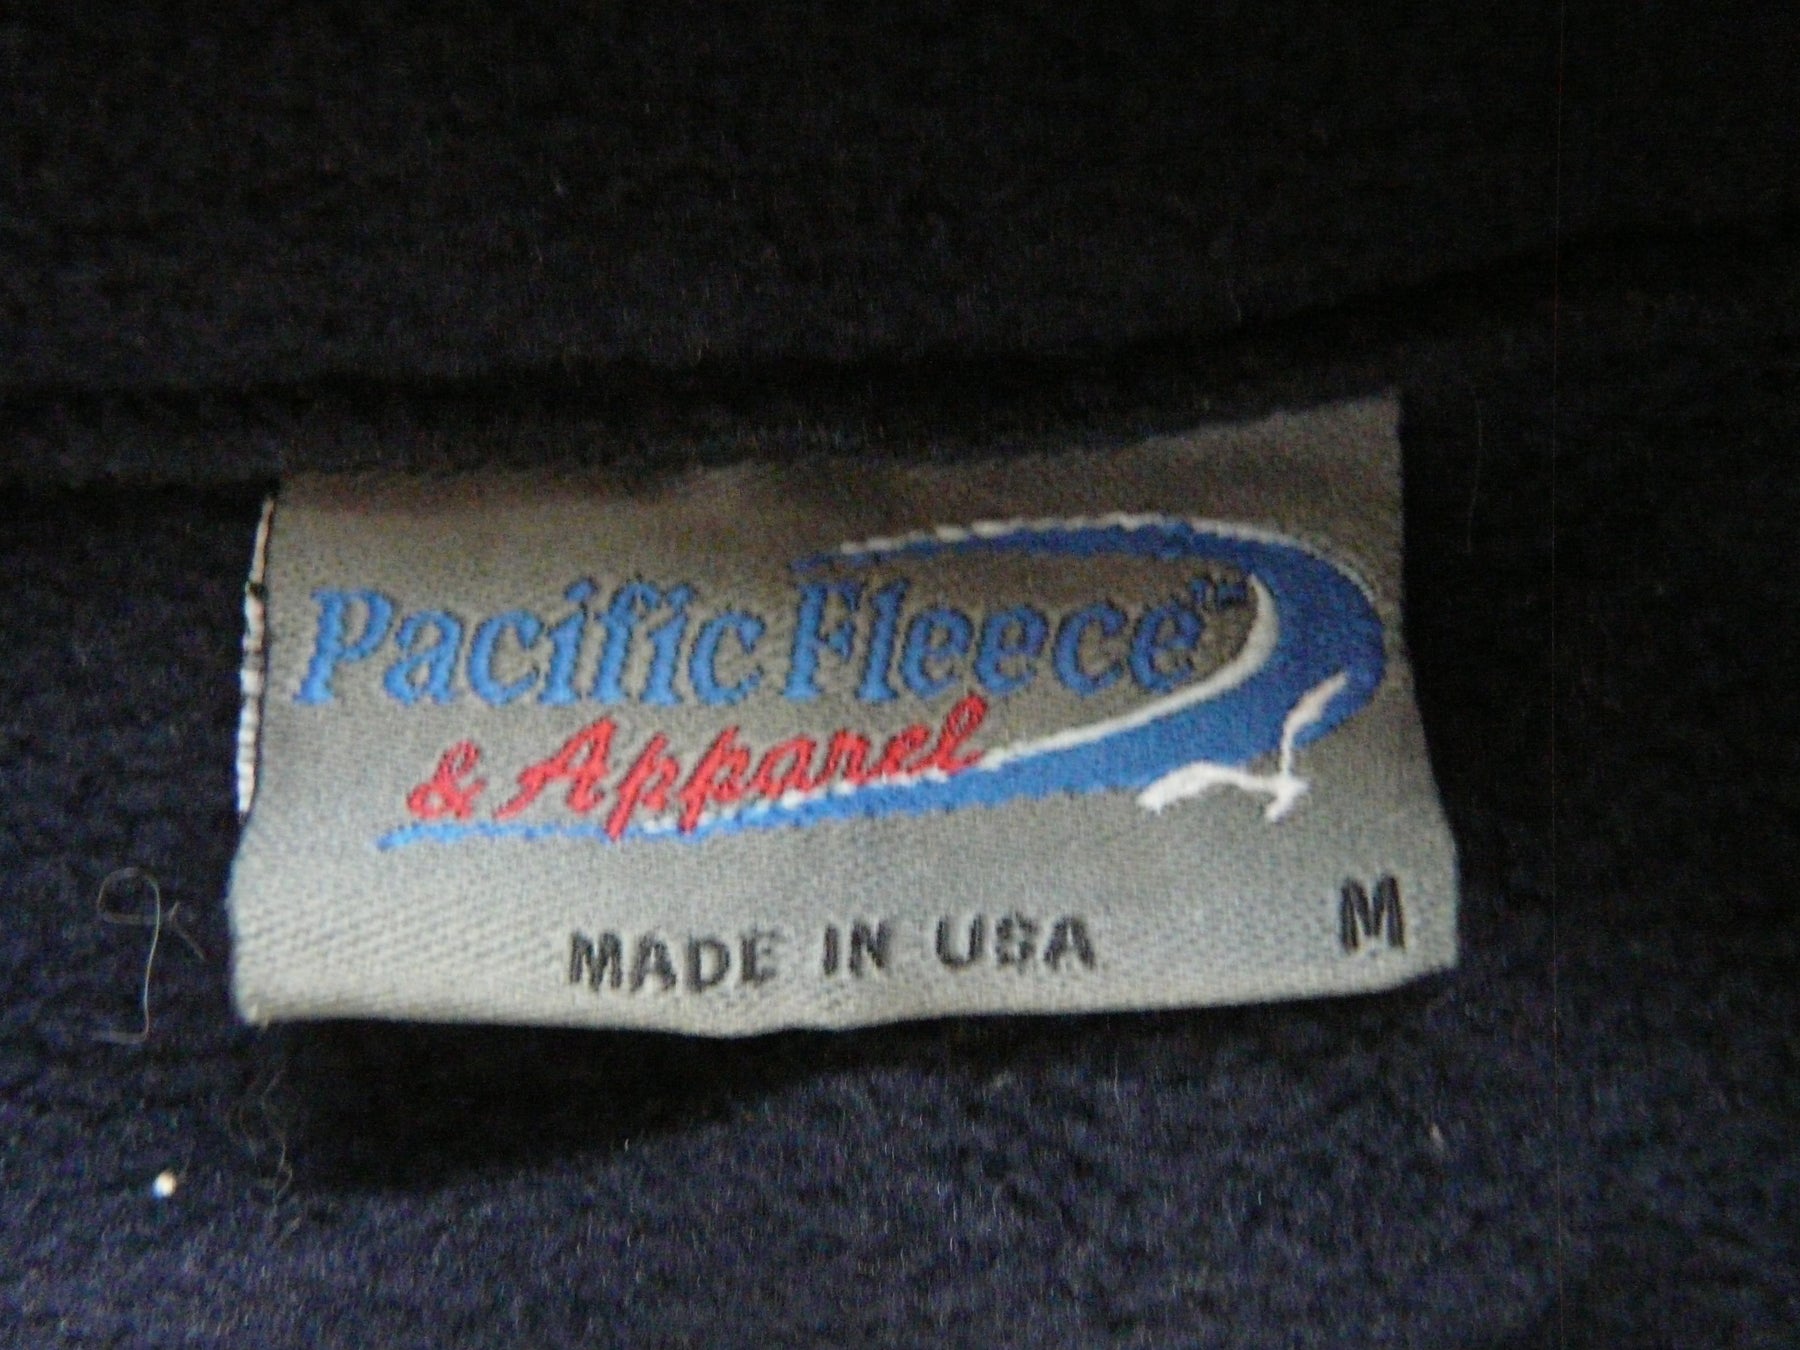 Pacific Fleece™
& Apparel
MADE IN USA
M